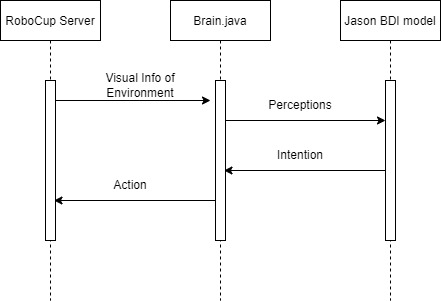 RoboCup Server
Brain.java
Jason BDI model
Visual Info of
Environment
Perceptions
Intention
Action